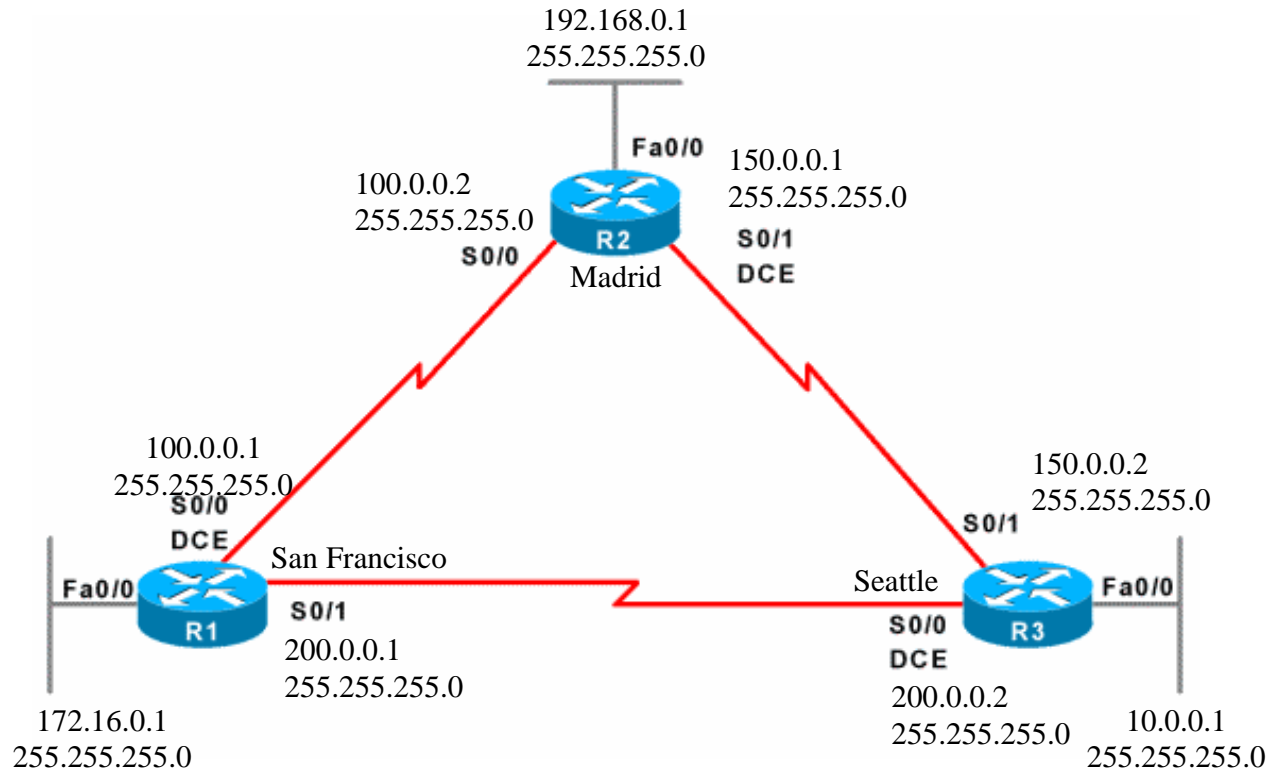 192.168.0.1
255.255.255.0
Fa0/0
150.0.0.1
255.255.255.0
100.0.0.2
255.255.255.0
S0/0
R2
S0/1
DCE
Madrid
100.0.0.1
255.255.255.0
S0/0
DCE
150.0.0.2
255.255.255.0
S0/1
San Francisco
Seattle
Fa0/0
R1
S0/1
200.0.0.1
255.255.255.0
S0/0
DCE
R3
Fa0/0
200.0.0.2
255.255.255.0
172.16.0.1
255.255.255.0
10.0.0.1
255.255.255.0